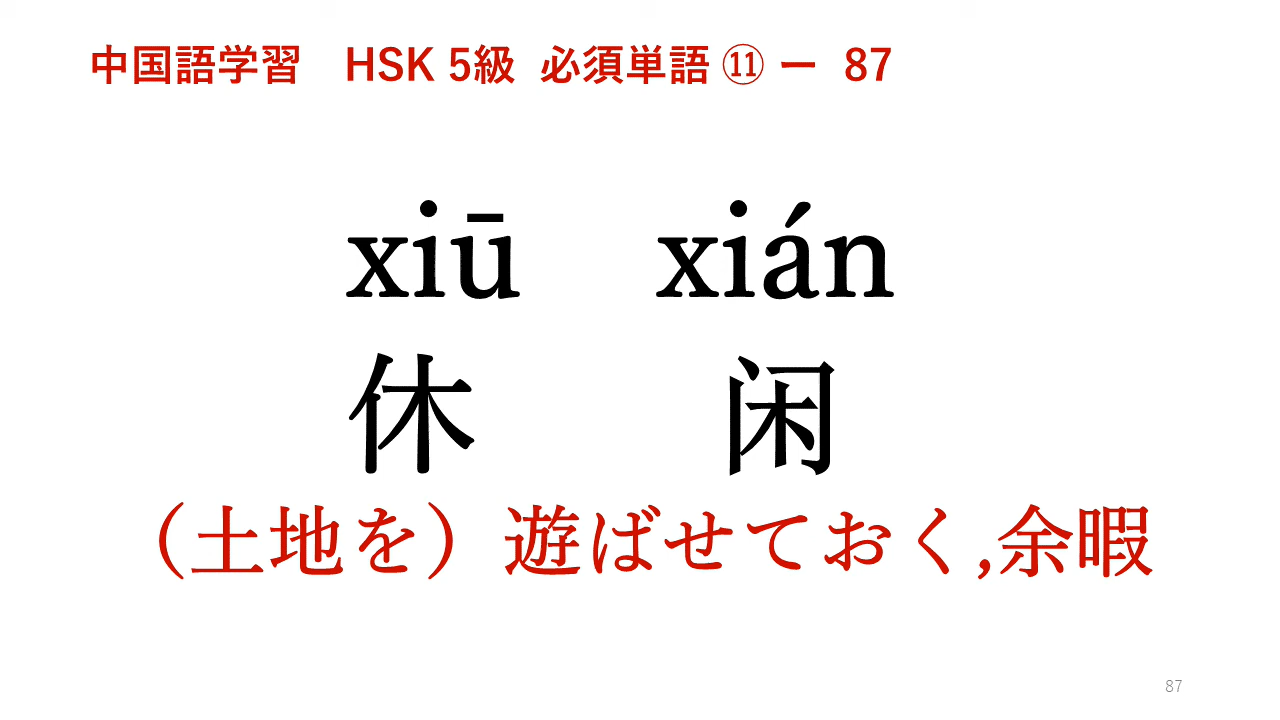 中国語学習　HSK 5級 必須単語 ⑪ ー 87
xiū xián
休 闲
（土地を）遊ばせておく,余暇
87